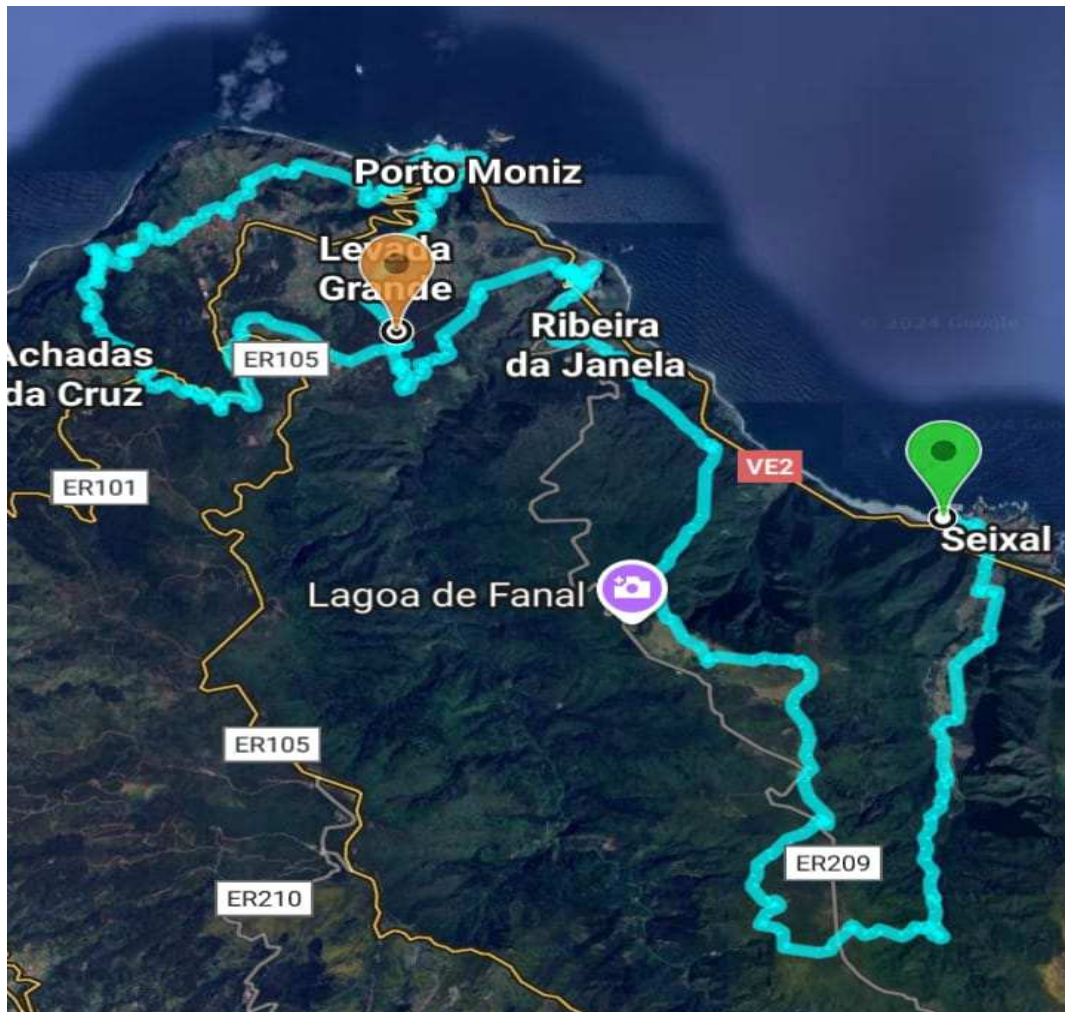 Porto Moniz
Levada
Grande
© 2024 Google
Ribeira
da Janela
Achadas
da Cruz
ER105
ER101
VE2
Seixal
Lagoa de Fanal
ER105
ER209
ER210